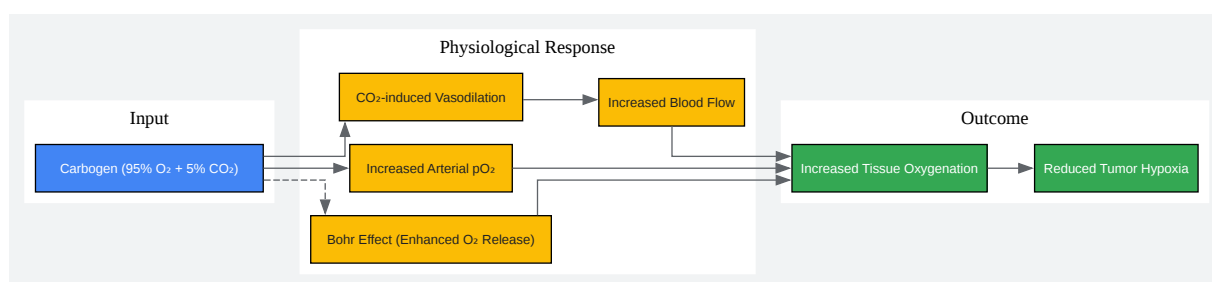 Physiological Response
CO₂-induced Vasodilation
Increased Blood Flow
Input
Outcome
Carbogen (95% O₂ + 5% CO₂)
Increased Arterial pO₂
Increased Tissue Oxygenation
Reduced Tumor Hypoxia
Bohr Effect (Enhanced O₂ Release)